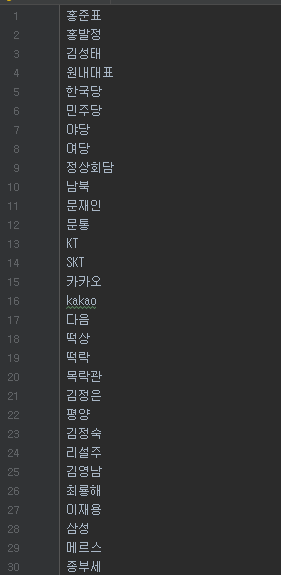 1 홍준표
2 홍발정
3 김성태
4 원내대표
5 한국당
6 민주당
7 야당
8 여당
9 정상회담
10 남북
11 문재인
12 문통
13 KT
14 SKT
15 카카오
16 kakao
17 다음
18 떡상
19 떡락
20 목락관
21 김정은
22 평양
23 김정숙
24 리설주
25 김영남
26 최룡해
27 이재용
28 삼성
29 메르스
30 종부세